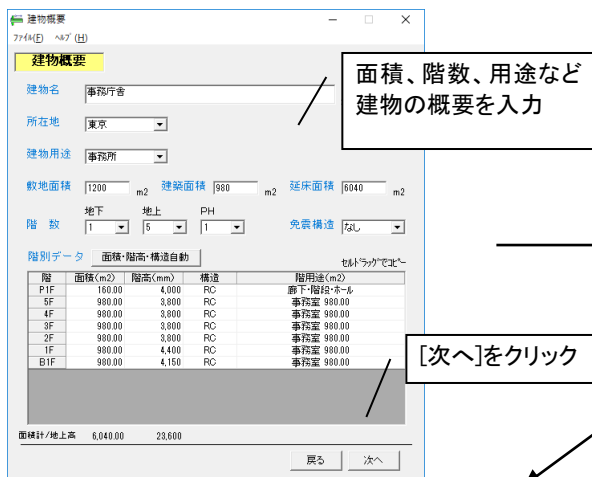 建物概要
ファイル(F) ヘルプ(H)
建物概要
建物名 事務庁舎
所在地 東京
建物用途 事務所
敷地面積 1200 m2 建築面積 980 m2 延床面積 6040 m2
地下 地上 PH
階 数 1 5 1 免震構造 なし
階別データ 面積・階高・構造自動 セルドラッグでコピー
階 面積(m2) 階高(mm) 構造 階用途(m2)
P1F 160.00 4,000 RC 廊下・階段・ホール
5F 980.00 3,800 RC 事務室 980.00
4F 980.00 3,800 RC 事務室 980.00
3F 980.00 3,800 RC 事務室 980.00
2F 980.00 3,800 RC 事務室 980.00
1F 980.00 4,400 RC 事務室 980.00
B1F 980.00 4,150 RC 事務室 980.00
面積計/地上高 6,040.00 23,600
戻る 次へ
面積、階数、用途など
建物の概要を入力
[次へ]をクリック